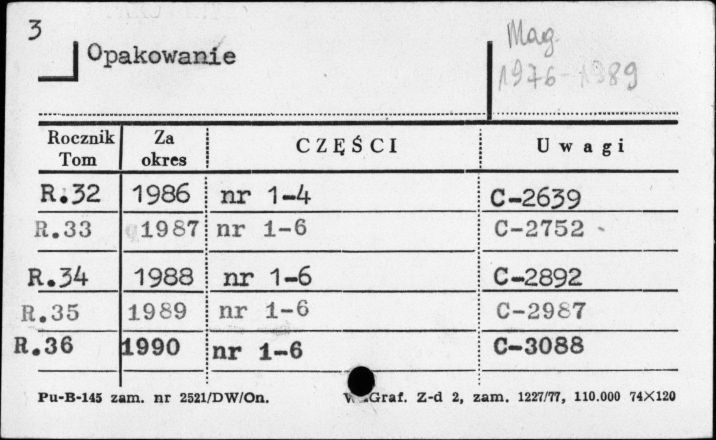 3
Opakowanie
Mag
1976-1989
Rocznik Tom | Za okres | CZĘŚCI | Uwagi
R.32 1986 nr 1-4 C-2639
R.33 1987 nr 1-6 C-2752
R.34 1988 nr 1-6 C-2892
R.35 1989 nr 1-6 C-2987
R.36 1990 nr 1-6 C-3088
Pu-B-145 zam. nr 2521/DW/On. Graf. Z-d 2, zam. 1227/77, 110.000 74X120